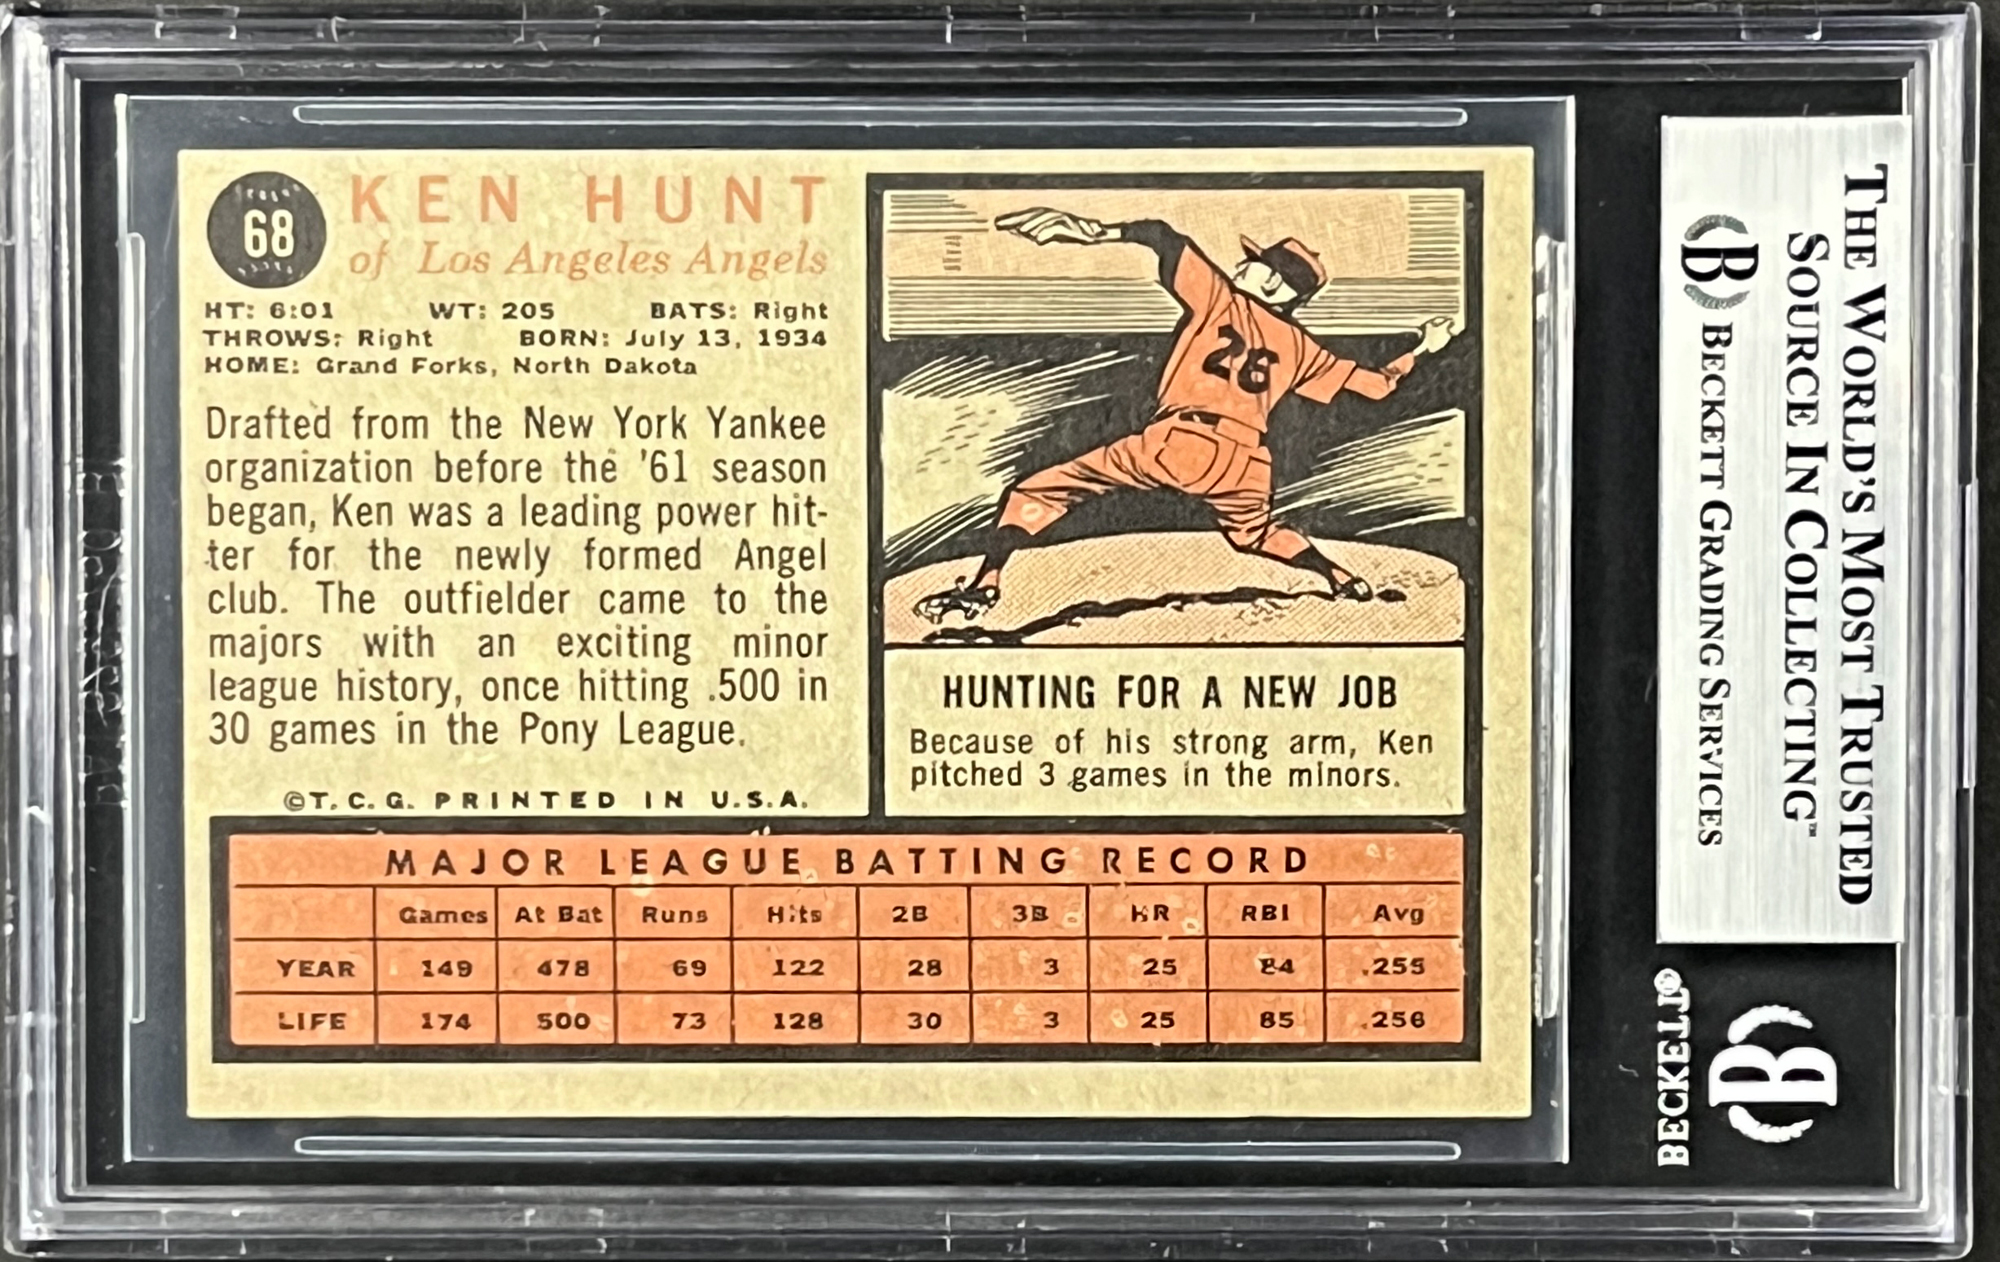 68
KEN HUNT
of Los Angeles Angels
HT: 6:01 WT: 205 BATS: Right
THROWS: Right BORN: July 13, 1934
HOME: Grand Forks, North Dakota
Drafted from the New York Yankee
organization before the '61 season
began, Ken was a leading power hit-
ter for the newly formed Angel
club. The outfielder came to the
majors with an exciting minor
league history, once hitting .500 in
30 games in the Pony League.
©T.C.G. PRINTED IN U.S.A.
26
HUNTING FOR A NEW JOB
Because of his strong arm, Ken
pitched 3 games in the minors.
MAJOR LEAGUE BATTING RECORD
Games At Bat Runs Hits 2B 3B HR RBI Avg
YEAR 149 478 69 122 28 3 25 84 .255
LIFE 174 500 73 128 30 3 25 85 .256
THE WORLD'S MOST TRUSTED
SOURCE IN COLLECTING™
B BECKETT GRADING SERVICES
BECKETT®
B